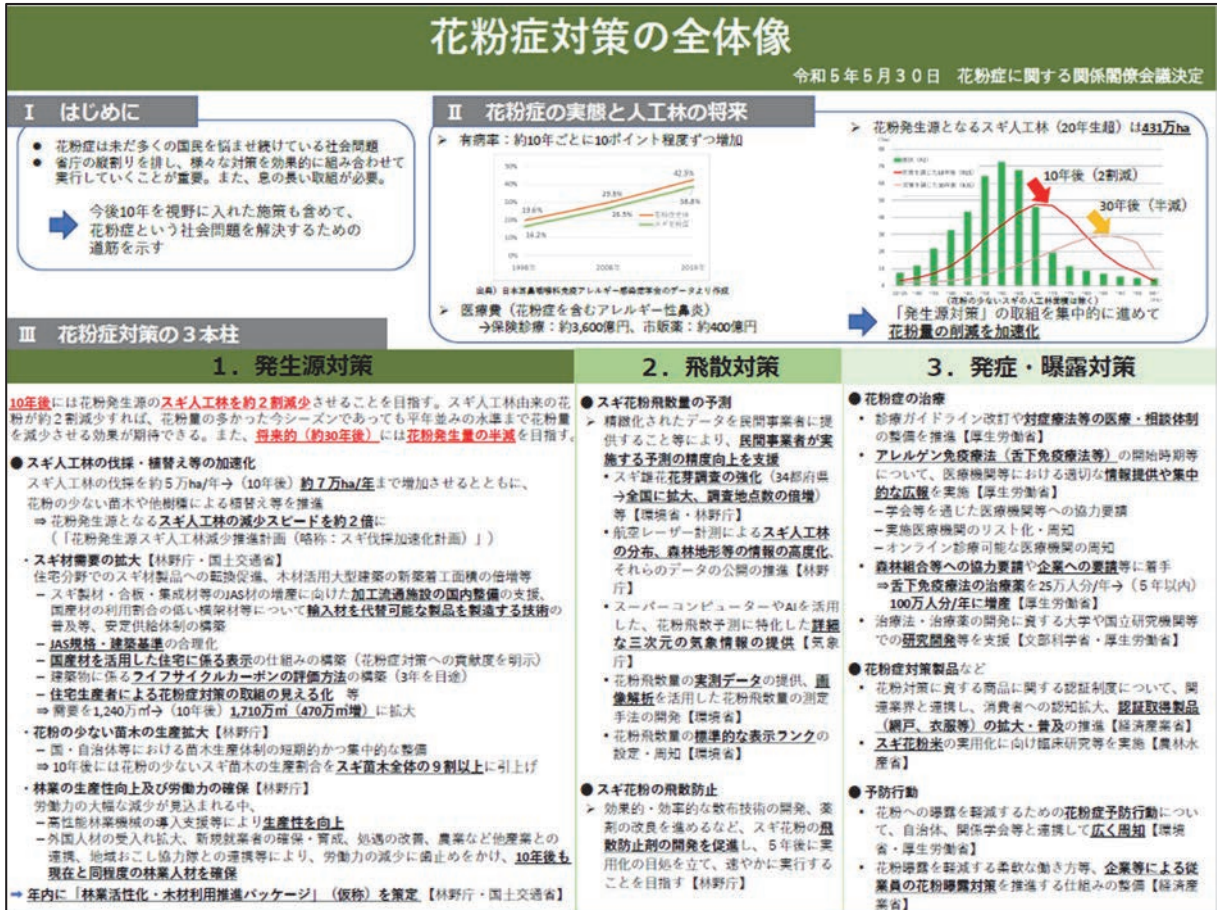 花粉症対策の全体像
令和5年5月30日　花粉症に関する関係閣僚会議決定
Ⅰ　はじめに
● 花粉症は未だ多くの国民を悩ませ続けている社会問題
● 省庁の縦割りを排し、様々な対策を効果的に組み合わせて
実行していくことが重要。また、息の長い取組が必要。
今後10年を視野に入れた施策も含めて、
花粉症という社会問題を解決するための
道筋を示す
Ⅱ　花粉症の実態と人工林の将来
➢ 有病率：約10年ごとに10ポイント程度ずつ増加
50%
40%
30%
20%
10%
0%
19.6%
16.2%
29.8%
26.5%
42.5%
38.8%
花粉症全体
スギ花粉症
1998年
2008年
2019年
出典）日本耳鼻咽喉科免疫アレルギー感染症学会のデータより作成
➢ 医療費（花粉症を含むアレルギー性鼻炎）
→保険診療：約3,600億円、市販薬：約400億円
➢ 花粉発生源となるスギ人工林（20年生超）は431万ha
10年後（2割減）
30年後（半減）
（花粉の少ないスギの人工林面積は除く）
「発生源対策」の取組を集中的に進めて
花粉量の削減を加速化
Ⅲ　花粉症対策の３本柱
１．発生源対策
10年後には花粉発生源のスギ人工林を約２割減少させることを目指す。スギ人工林由来の花
粉が約２割減少すれば、花粉量の多かった今シーズンであっても平年並みの水準まで花粉量
を減少させる効果が期待できる。また、将来的（約30年後）には花粉発生量の半減を目指す。
● スギ人工林の伐採・植替え等の加速化
スギ人工林の伐採を約５万ha/年→（10年後）約７万ha/年まで増加させるとともに、
花粉の少ない苗木や他樹種による植替え等を推進
⇒ 花粉発生源となるスギ人工林の減少スピードを約２倍に
（「花粉発生源スギ人工林減少推進計画（略称：スギ伐採加速化計画）」）
・スギ材需要の拡大【林野庁・国土交通省】
住宅分野でのスギ材製品への転換促進、木材活用大型建築の新築着工面積の倍増等
– スギ製材・合板・集成材等のJAS材の増産に向けた加工流通施設の国内整備の支援、
国産材の利用割合の低い横架材等について輸入材を代替可能な製品を製造する技術の
普及等、安定供給体制の構築
– JAS規格・建築基準の合理化
– 国産材を活用した住宅に係る表示の仕組みの構築（花粉症対策への貢献度を明示）
– 建築物に係るライフサイクルカーボンの評価方法の構築（3年を目途）
– 住宅生産者による花粉症対策の取組の見える化　等
⇒ 需要を1,240万㎥→（10年後）1,710万㎥（470万㎥増）に拡大
・花粉の少ない苗木の生産拡大【林野庁】
– 国・自治体等における苗木生産体制の短期的かつ集中的な整備
⇒ 10年後には花粉の少ないスギ苗木の生産割合をスギ苗木全体の９割以上に引上げ
・林業の生産性向上及び労働力の確保【林野庁】
労働力の大幅な減少が見込まれる中、
–高性能林業機械の導入支援等により生産性を向上
–外国人材の受入れ拡大、新規就業者の確保・育成、処遇の改善、農業など他産業との
連携、地域おこし協力隊との連携等により、労働力の減少に歯止めをかけ、10年後も
現在と同程度の林業人材を確保
➡ 年内に「林業活性化・木材利用推進パッケージ」（仮称）を策定【林野庁・国土交通省】
２．飛散対策
● スギ花粉飛散量の予測
➢ 精緻化されたデータを民間事業者に提
供すること等により、民間事業者が実
施する予測の精度向上を支援
• スギ雄花花芽調査の強化（34都府県
→全国に拡大、調査地点数の倍増）
等【環境省・林野庁】
• 航空レーザー計測によるスギ人工林
の分布、森林地形等の情報の高度化、
それらのデータの公開の推進【林野
庁】
• スーパーコンピューターやAIを活用
した、花粉飛散予測に特化した詳細
な三次元の気象情報の提供【気象
庁】
• 花粉飛散量の実測データの提供、画
像解析を活用した花粉飛散量の測定
手法の開発【環境省】
• 花粉飛散量の標準的な表示ランクの
設定・周知【環境省】
● スギ花粉の飛散防止
➢ 効果的・効率的な散布技術の開発、薬
剤の改良を進めるなど、スギ花粉の飛
散防止剤の開発を促進し、５年後に実
用化の目処を立て、速やかに実行する
ことを目指す【林野庁】
３．発症・曝露対策
● 花粉症の治療
• 診療ガイドライン改訂や対症療法等の医療・相談体制
の整備を推進【厚生労働省】
• アレルゲン免疫療法（舌下免疫療法等）の開始時期等
について、医療機関等における適切な情報提供や集中
的な広報を実施【厚生労働省】
–学会等を通じた医療機関等への協力要請
–実施医療機関のリスト化・周知
–オンライン診療可能な医療機関の周知
• 森林組合等への協力要請や企業への要請等に着手
⇒舌下免疫療法の治療薬を25万人分/年→（５年以内）
100万人分/年に増産【厚生労働省】
• 治療法・治療薬の開発に資する大学や国立研究機関等
での研究開発等を支援【文部科学省・厚生労働省】
● 花粉症対策製品など
• 花粉対策に資する商品に関する認証制度について、関
連業界と連携し、消費者への認知拡大、認証取得製品
（網戸、衣服等）の拡大・普及の推進【経済産業省】
• スギ花粉米の実用化に向け臨床研究等を実施【農林水
産省】
● 予防行動
• 花粉への曝露を軽減するための花粉症予防行動につい
て、自治体、関係学会等と連携して広く周知【環境
省・厚生労働省】
• 花粉曝露を軽減する柔軟な働き方等、企業等による従
業員の花粉曝露対策を推進する仕組みの整備【経済産
業省】